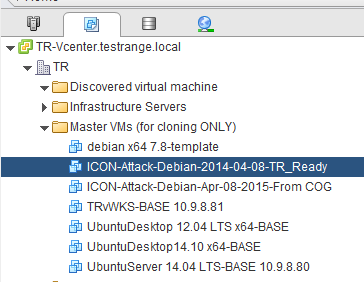 TR-Vcenter.testrange.local
TR
Discovered virtual machine
Infrastructure Servers
Master VMs (for cloning ONLY)
debian x64 7.8-template
ICON-Attack-Debian-2014-04-08-TR_Ready
ICON-Attack-Debian-Apr-08-2015-From COG
TRvWKS-BASE 10.9.8.81
UbuntuDesktop 12.04 LTS x64-BASE
UbuntuDesktop14.10 x64-BASE
UbuntuServer 14.04 LTS-BASE 10.9.8.80